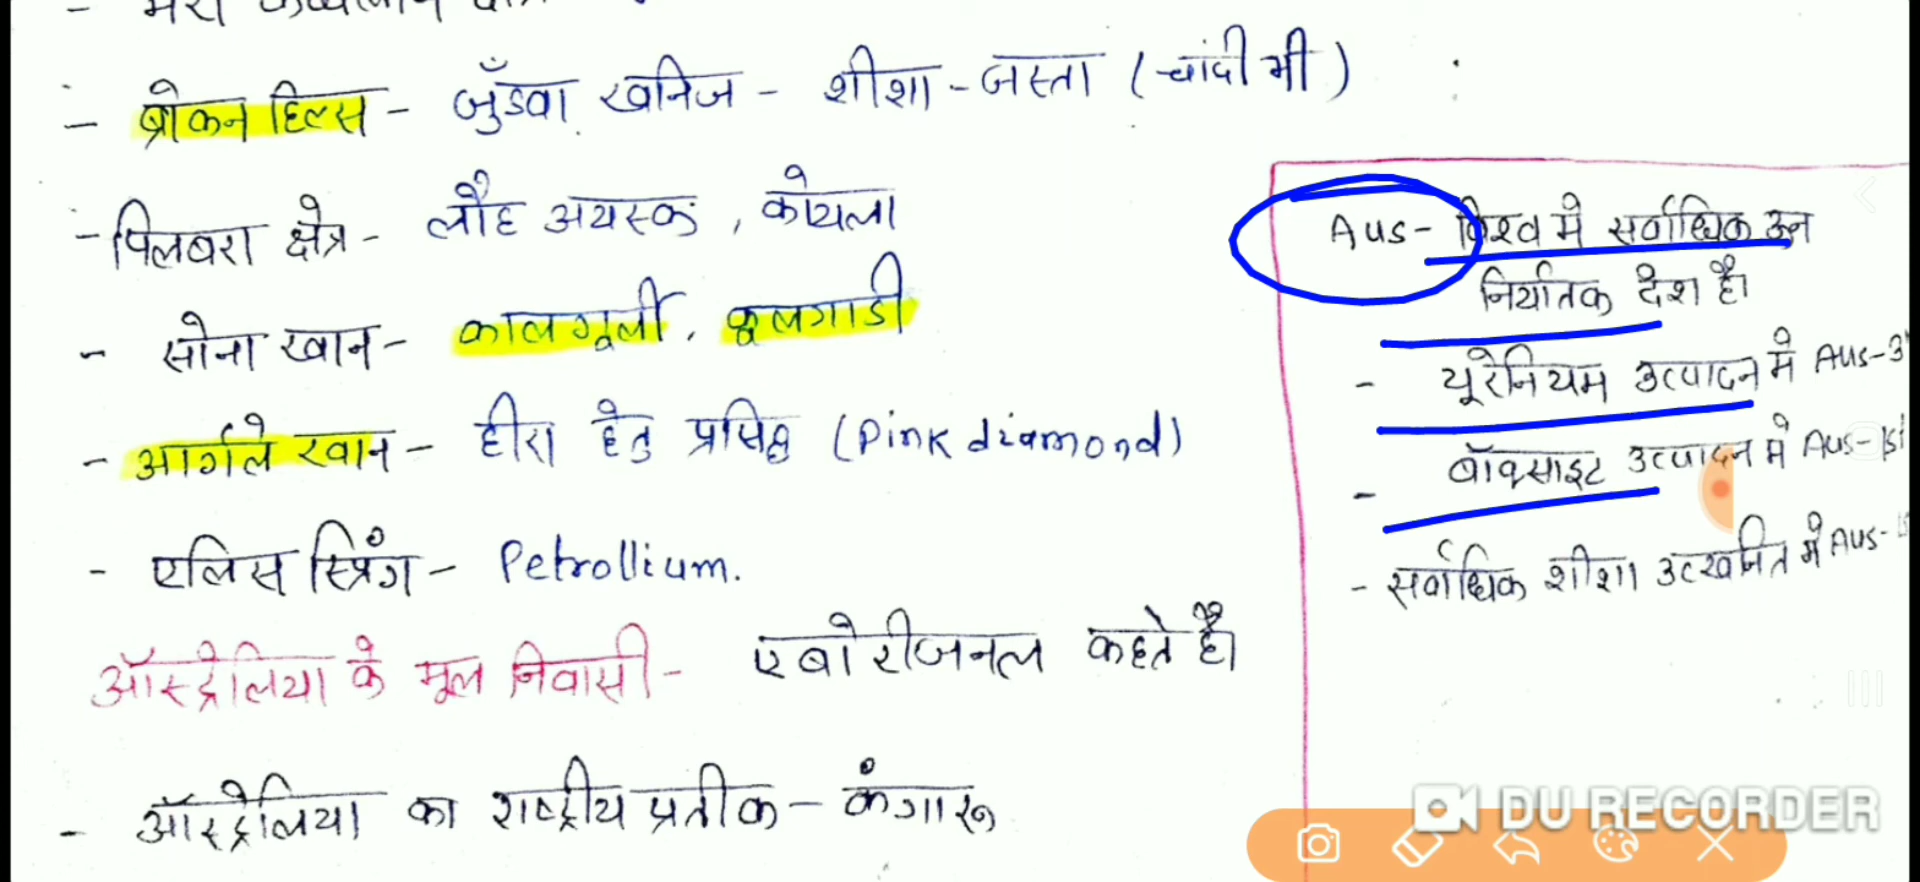 - ब्रोकन हिल्स - जुँडवा खनिज - शीशा - जस्ता (चांदी भी)
- पिलबरा क्षेत्र - लौह अयस्क, कोयला
- सोना खान - कालगूर्ली, कूलगार्डी
- आर्गले खान - हीरा हेतु प्रसिद्ध (Pink diamond)
- एलिस स्प्रिंग - Petrollium.
ऑस्ट्रेलिया के मूल निवासी - एबोरीजनल कहते है।
- ऑस्ट्रेलिया का राष्ट्रीय प्रतीक - कंगारू
Aus - विश्व मे सर्वाधिक ऊन
निर्यातक देश है।
- यूरेनियम उत्पादन मे Aus - 3
- बॉक्साइट उत्पादन मे Aus - 1st
- सर्वाधिक शीशा उत्खनित मे Aus -
DU RECORDER